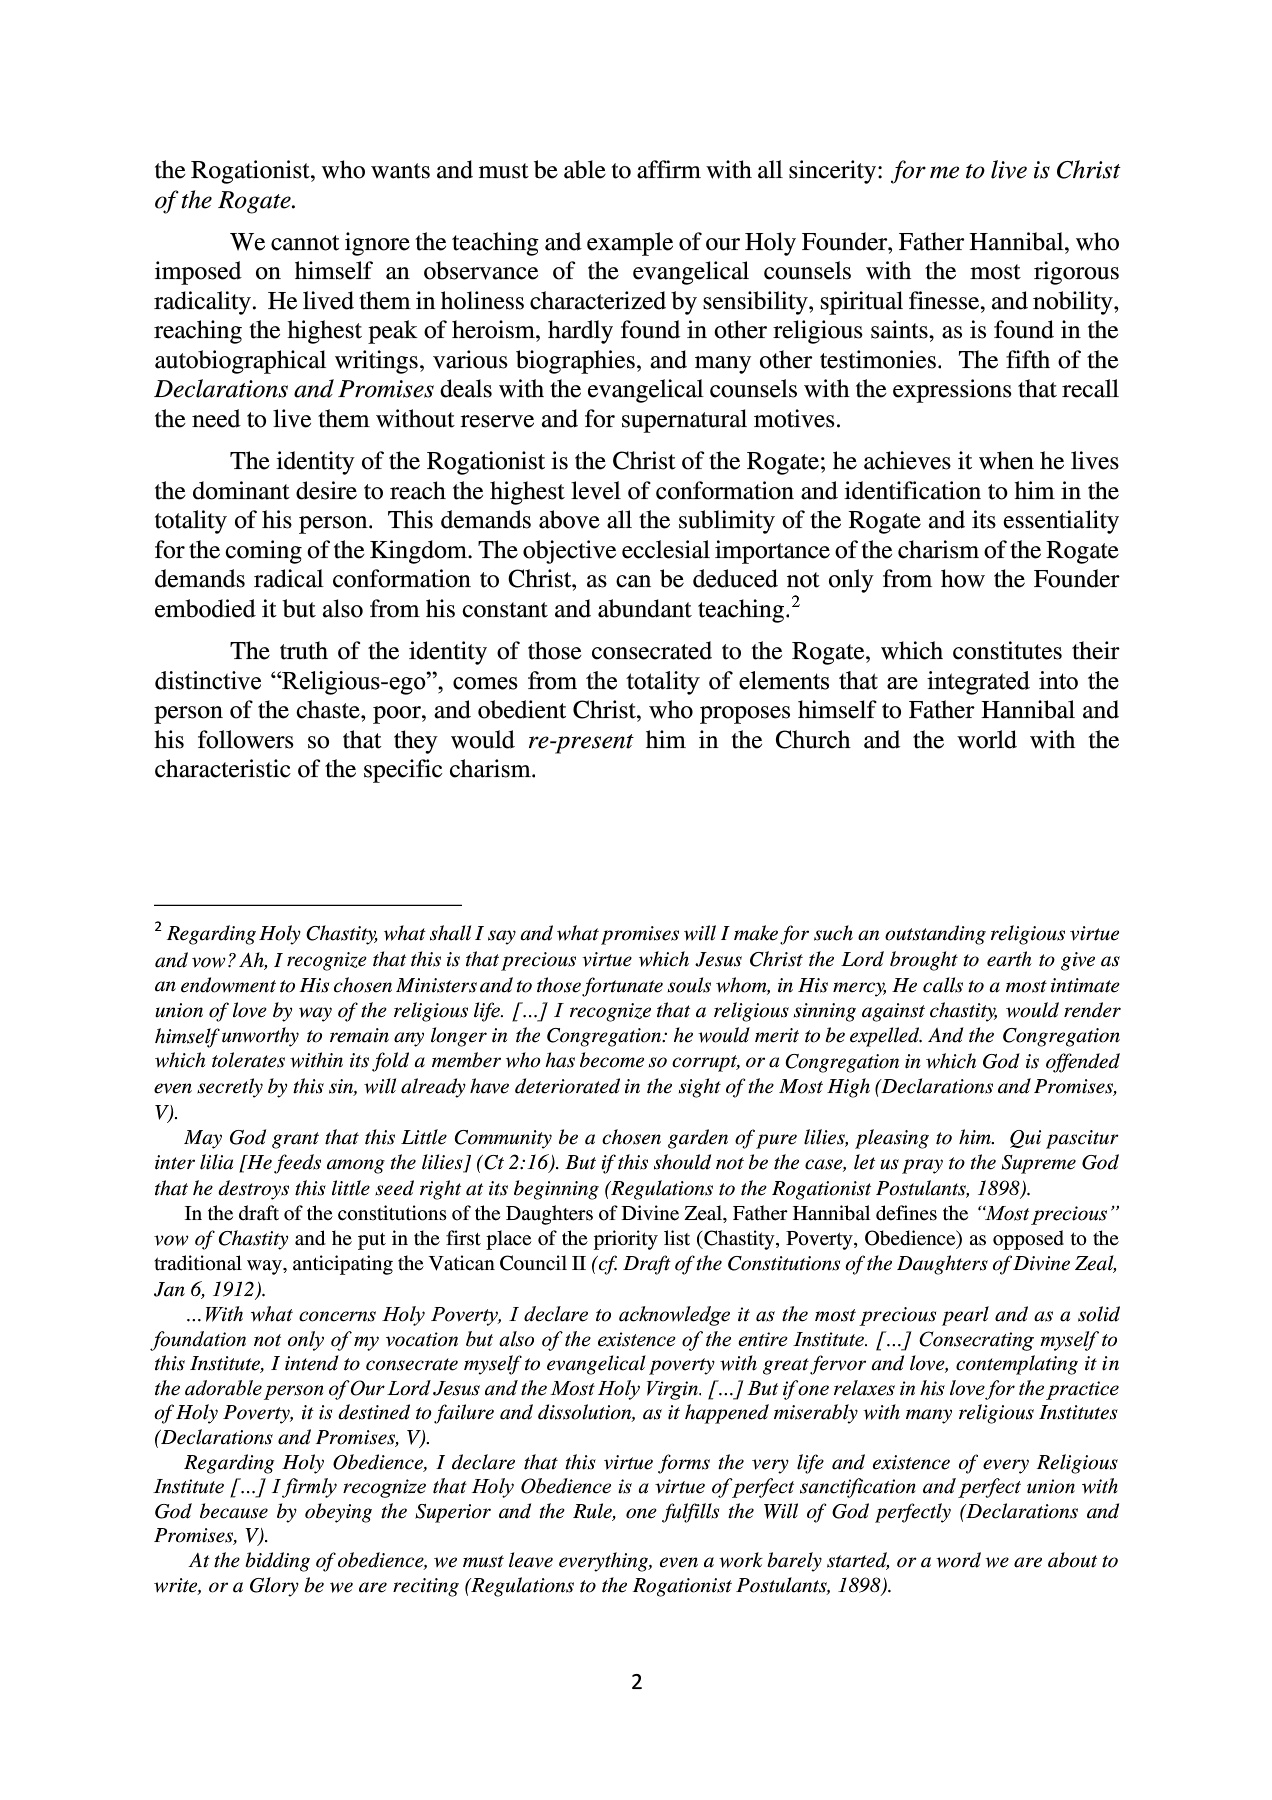 the Rogationist, who wants and must be able to affirm with all sincerity: for me to live is Christ
of the Rogate.
We cannot ignore the teaching and example of our Holy Founder, Father Hannibal, who
imposed on himself an observance of the evangelical counsels with the most rigorous
radicality. He lived them in holiness characterized by sensibility, spiritual finesse, and nobility,
reaching the highest peak of heroism, hardly found in other religious saints, as is found in the
autobiographical writings, various biographies, and many other testimonies. The fifth of the
Declarations and Promises deals with the evangelical counsels with the expressions that recall
the need to live them without reserve and for supernatural motives.
The identity of the Rogationist is the Christ of the Rogate; he achieves it when he lives
the dominant desire to reach the highest level of conformation and identification to him in the
totality of his person. This demands above all the sublimity of the Rogate and its essentiality
for the coming of the Kingdom. The objective ecclesial importance of the charism of the Rogate
demands radical conformation to Christ, as can be deduced not only from how the Founder
embodied it but also from his constant and abundant teaching.2
The truth of the identity of those consecrated to the Rogate, which constitutes their
distinctive “Religious-ego”, comes from the totality of elements that are integrated into the
person of the chaste, poor, and obedient Christ, who proposes himself to Father Hannibal and
his followers so that they would re-present him in the Church and the world with the
characteristic of the specific charism.
2 Regarding Holy Chastity, what shall I say and what promises will I make for such an outstanding religious virtue
and vow? Ah, I recognize that this is that precious virtue which Jesus Christ the Lord brought to earth to give as
an endowment to His chosen Ministers and to those fortunate souls whom, in His mercy, He calls to a most intimate
union of love by way of the religious life. […] I recognize that a religious sinning against chastity, would render
himself unworthy to remain any longer in the Congregation: he would merit to be expelled. And the Congregation
which tolerates within its fold a member who has become so corrupt, or a Congregation in which God is offended
even secretly by this sin, will already have deteriorated in the sight of the Most High (Declarations and Promises,
V).
May God grant that this Little Community be a chosen garden of pure lilies, pleasing to him. Qui pascitur
inter lilia [He feeds among the lilies] (Ct 2:16). But if this should not be the case, let us pray to the Supreme God
that he destroys this little seed right at its beginning (Regulations to the Rogationist Postulants, 1898).
In the draft of the constitutions of the Daughters of Divine Zeal, Father Hannibal defines the “Most precious”
vow of Chastity and he put in the first place of the priority list (Chastity, Poverty, Obedience) as opposed to the
traditional way, anticipating the Vatican Council II (cf. Draft of the Constitutions of the Daughters of Divine Zeal,
Jan 6, 1912).
…With what concerns Holy Poverty, I declare to acknowledge it as the most precious pearl and as a solid
foundation not only of my vocation but also of the existence of the entire Institute. […] Consecrating myself to
this Institute, I intend to consecrate myself to evangelical poverty with great fervor and love, contemplating it in
the adorable person of Our Lord Jesus and the Most Holy Virgin. […] But if one relaxes in his love for the practice
of Holy Poverty, it is destined to failure and dissolution, as it happened miserably with many religious Institutes
(Declarations and Promises, V).
Regarding Holy Obedience, I declare that this virtue forms the very life and existence of every Religious
Institute […] I firmly recognize that Holy Obedience is a virtue of perfect sanctification and perfect union with
God because by obeying the Superior and the Rule, one fulfills the Will of God perfectly (Declarations and
Promises, V).
At the bidding of obedience, we must leave everything, even a work barely started, or a word we are about to
write, or a Glory be we are reciting (Regulations to the Rogationist Postulants, 1898).
2